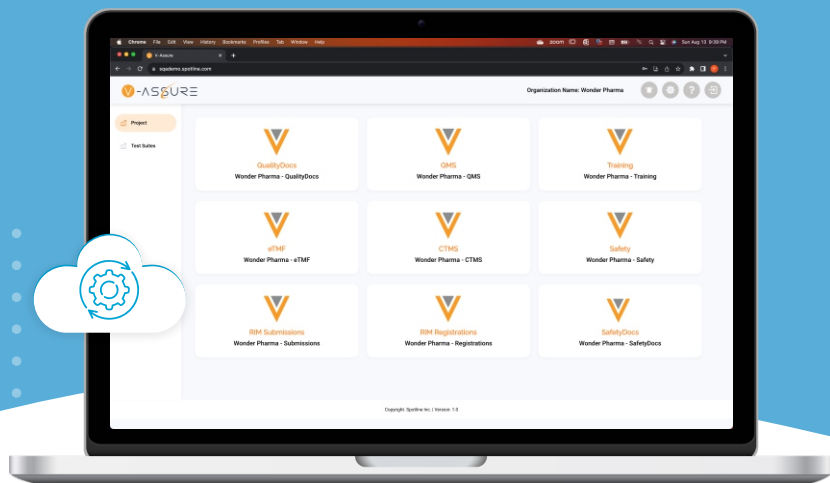 Chrome File Edit View History Bookmarks Profiles Tab Window Help
zoom
Sun Aug 13 9:39 PM
V-Assure
sqademo.spotline.com
V-ASSURE
Organization Name: Wonder Pharma
Project
Test Suites
QualityDocs
Wonder Pharma - QualityDocs
QMS
Wonder Pharma - QMS
Training
Wonder Pharma - Training
eTMF
Wonder Pharma - eTMF
CTMS
Wonder Pharma - CTMS
Safety
Wonder Pharma - Safety
RIM Submissions
Wonder Pharma - Submissions
RIM Registrations
Wonder Pharma - Registrations
SafetyDocs
Wonder Pharma - SafetyDocs
Copyright: Spotline Inc. | Version: 1.0